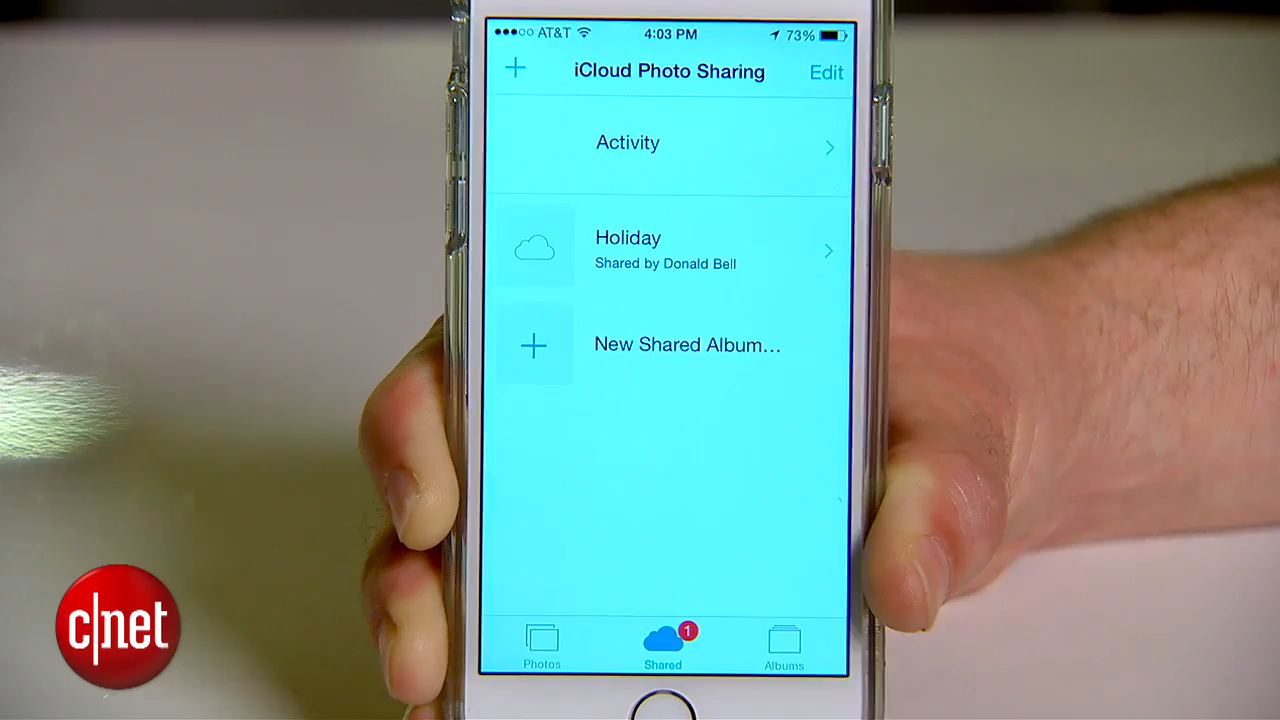 AT&T 4:03 PM 73%
iCloud Photo Sharing Edit
Activity
Holiday
Shared by Donald Bell
New Shared Album...
1
Photos Shared Albums
c|net